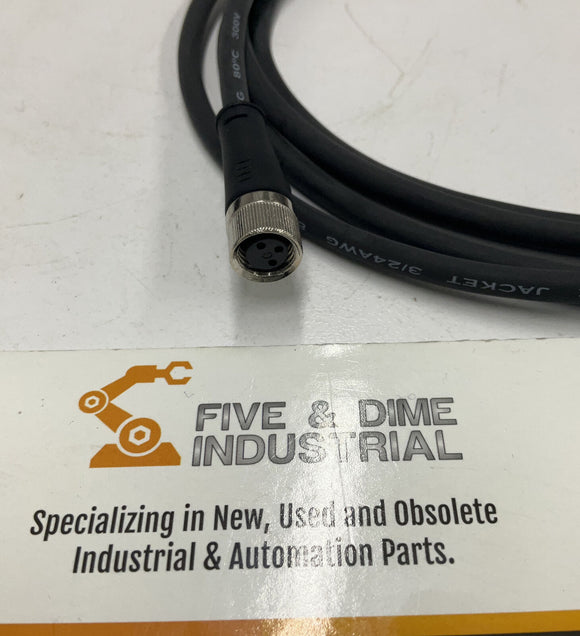 G 80°C 300V
JACKET 3/24AWG
FIVE & DIME
INDUSTRIAL
Specializing in New, Used and Obsolete
Industrial & Automation Parts.